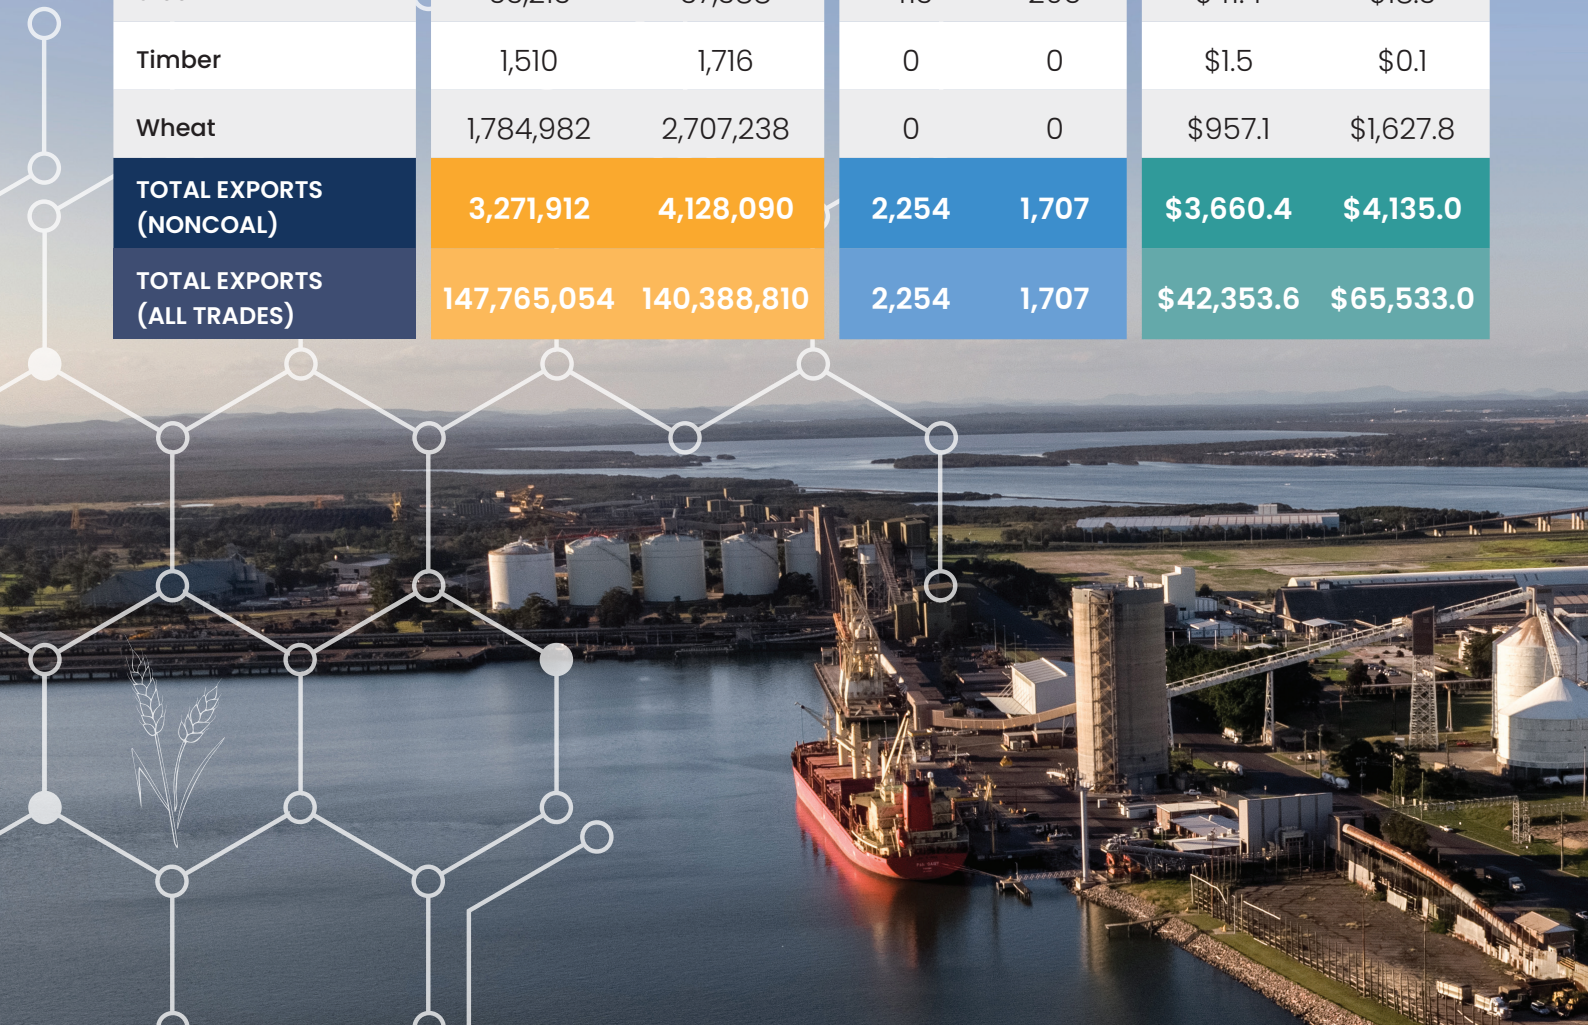 Timber 1,510 1,716 0 0 $1.5 $0.1
Wheat 1,784,982 2,707,238 0 0 $957.1 $1,627.8
TOTAL EXPORTS
(NONCOAL) 3,271,912 4,128,090 2,254 1,707 $3,660.4 $4,135.0
TOTAL EXPORTS
(ALL TRADES) 147,765,054 140,388,810 2,254 1,707 $42,353.6 $65,533.0